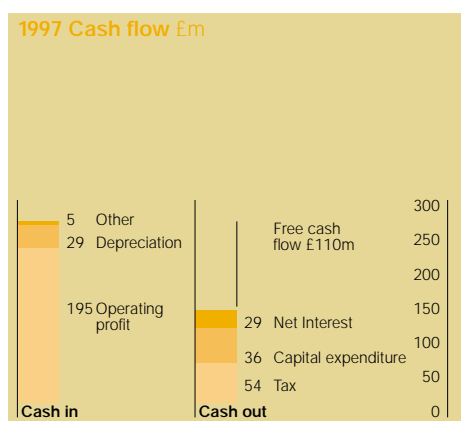 1997 Cash flow £m
5 Other
29 Depreciation
195 Operating
profit
Cash in
Free cash
flow £110m
29 Net Interest
36 Capital expenditure
54 Tax
Cash out
300
250
200
150
100
50
0